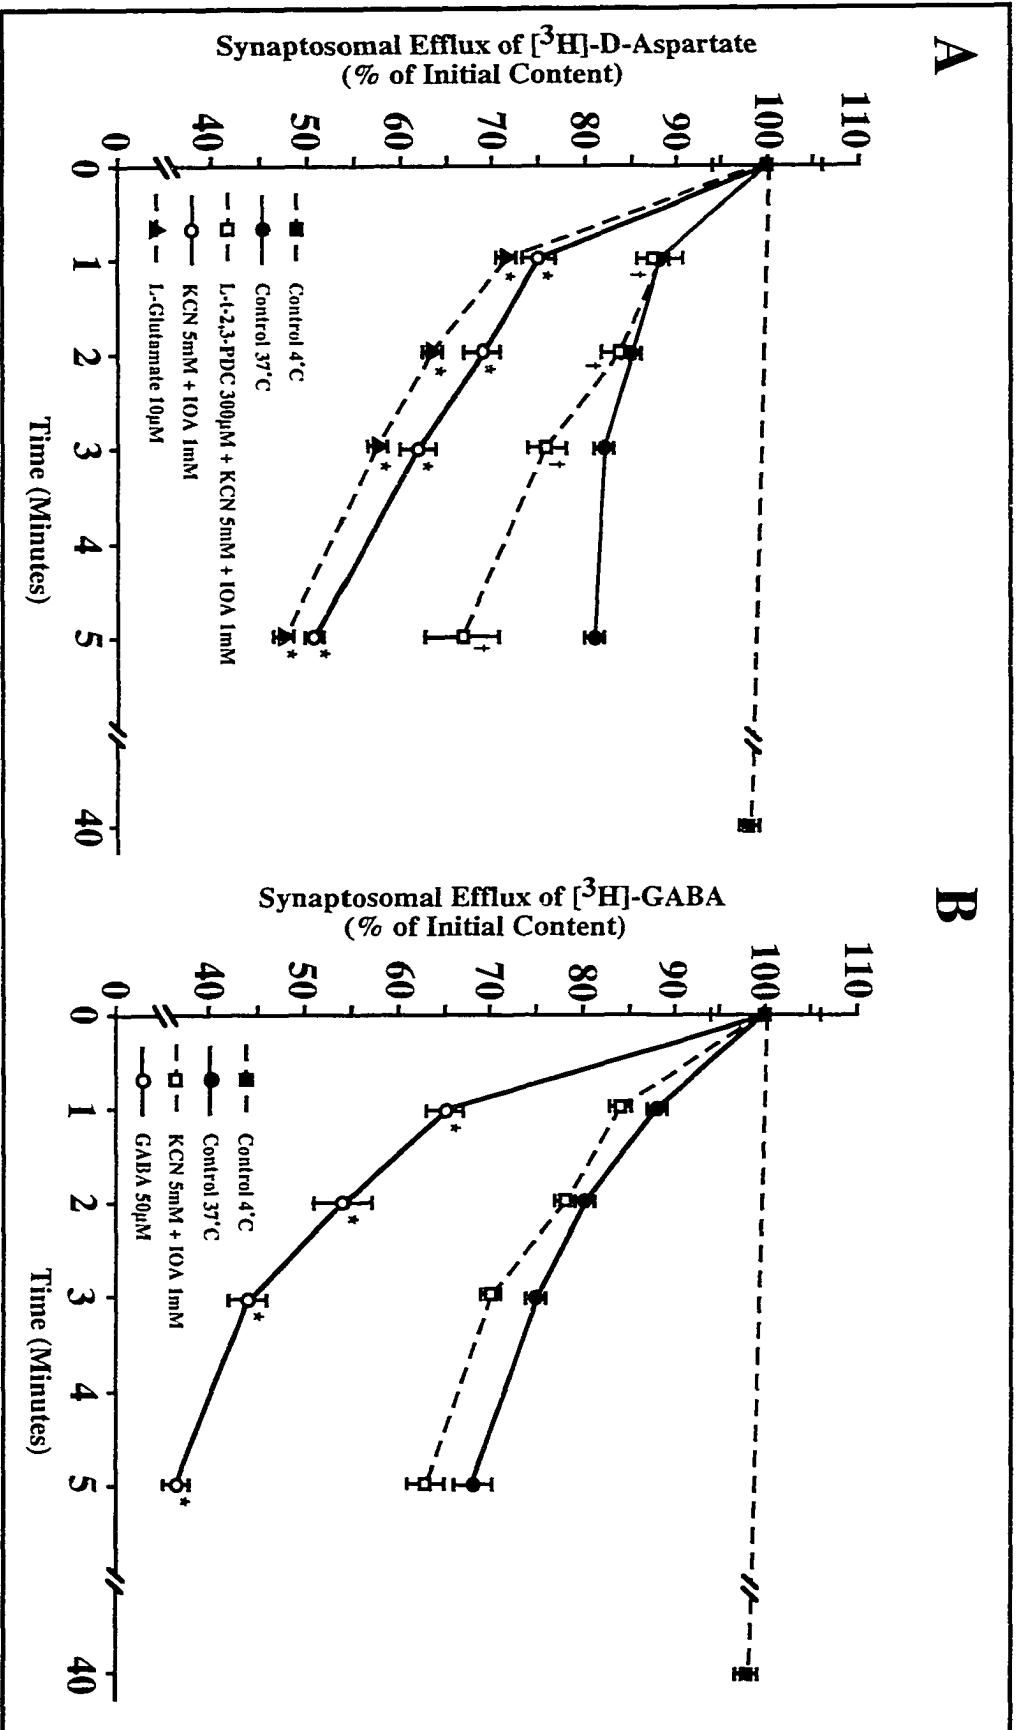 A
Synaptosomal Efflux of [³H]-D-Aspartate
(% of Initial Content)
110
100
90
80
70
60
50
40
0
0
1
2
3
4
5
40
Time (Minutes)
Control 4°C
Control 37°C
L-t-2,3-PDC 300μM + KCN 5mM + IOA 1mM
KCN 5mM + IOA 1mM
L-Glutamate 10μM
*
*
*
*
*
*
*
*
†
†
†
†
B
Synaptosomal Efflux of [³H]-GABA
(% of Initial Content)
110
100
90
80
70
60
50
40
0
0
1
2
3
4
5
40
Time (Minutes)
Control 4°C
Control 37°C
KCN 5mM + IOA 1mM
GABA 50μM
*
*
*
*